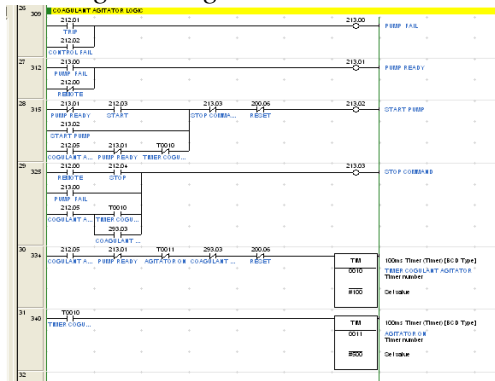 26 309 COAGULANT AGITATOR LOGIC
212.01 213.00 PUMP FAIL
TRIP
212.02
CONTROL FAIL
27 312 213.00 213.01 PUMP READY
PUMP FAIL
212.00
REMOTE
28 315 213.01 212.03 213.03 200.06 213.02 START PUMP
PUMP READY START STOP COMMA... RESET
213.02
START PUMP
212.05 213.01 T0010
COGULANT A... PUMP READY TIMER COGU...
29 325 212.00 212.04 213.03 STOP COMMAND
REMOTE STOP
213.00
PUMP FAIL
212.05 T0010
COGULANT A... TIMER COGU...
293.03
COAGULANT ...
30 334 212.05 213.01 T0011 293.03 200.06 TIM 100ms Timer (Timer) [BCD Type]
COGULANT A... PUMP READY AGITATOR ON COAGULANT ... RESET 0010 TIMER COGULANT AGITATOR
Timer number
#100 Set value
31 340 T0010 TIM 100ms Timer (Timer) [BCD Type]
TIMER COGU... 0011 AGITATOR ON
Timer number
#500 Set value
32